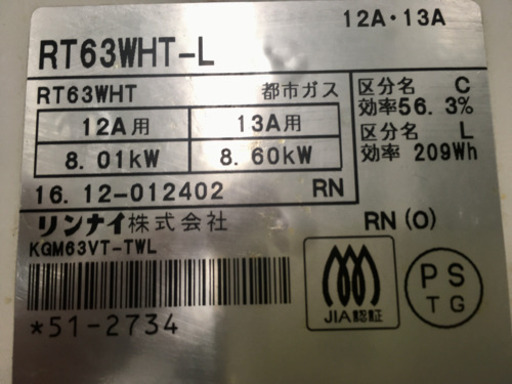 12A・13A
RT63WHT-L
RT63WHT 都市ガス
12A用 13A用
8.01kW 8.60kW
区分名 C
効率56.3%
区分名 L
効率 209Wh
16.12-012402 RN
リンナイ株式会社 RN(O)
KGM63VT-TWL
*51-2734
JIA認証
PS
TG